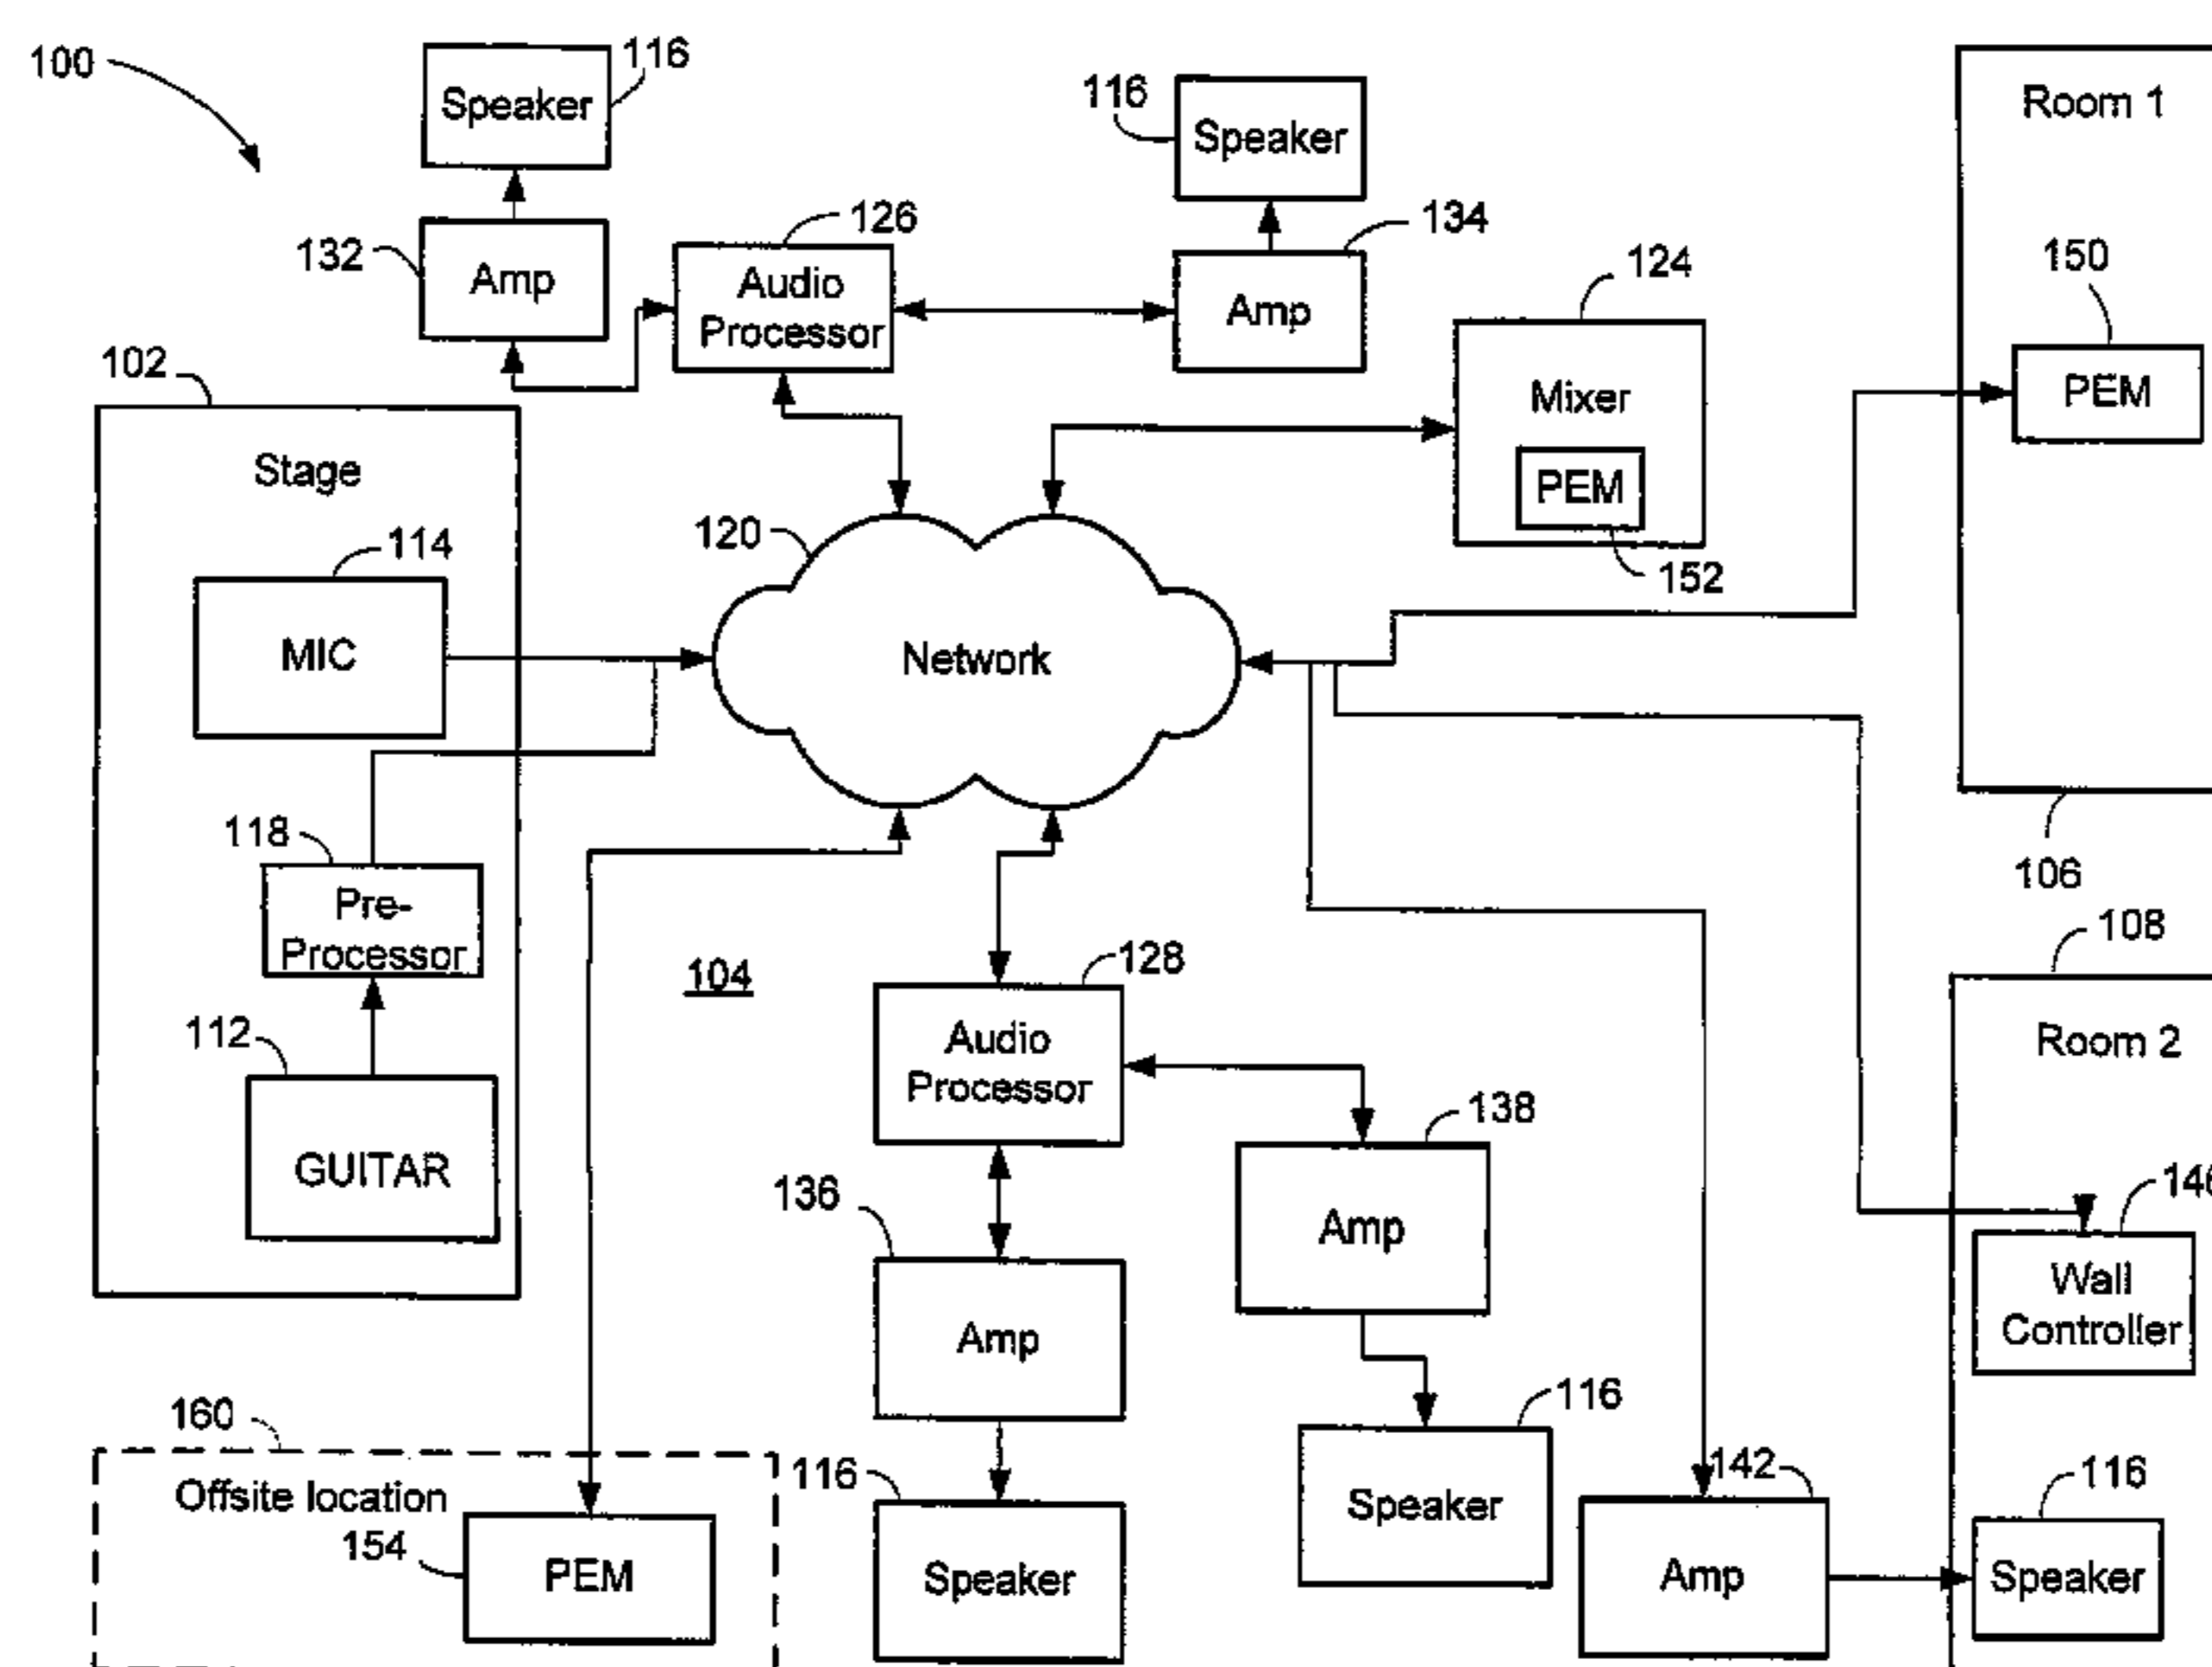 100
Speaker
116
116
Speaker
Room 1
132
Amp
126
Audio
Processor
134
Amp
124
Mixer
PEM
152
150
PEM
102
Stage
114
MIC
120
Network
118
Pre-
Processor
112
GUITAR
104
106
108
Room 2
128
Audio
Processor
138
Amp
136
Amp
Wall
Controller
160
Offsite location
154
PEM
116
Speaker
116
Speaker
142
Amp
116
Speaker